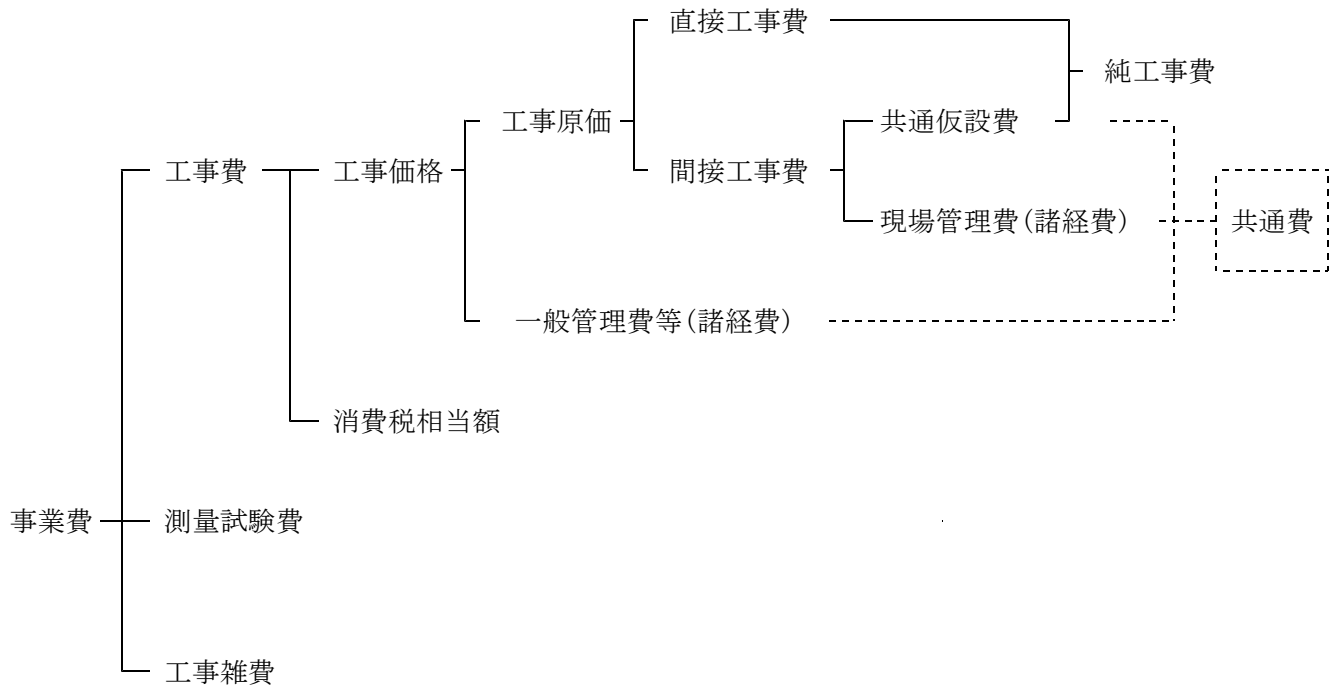 直接工事費
純工事費
工事原価
共通仮設費
工事費
工事価格
間接工事費
現場管理費(諸経費)
共通費
一般管理費等(諸経費)
消費税相当額
事業費
測量試験費
工事雑費